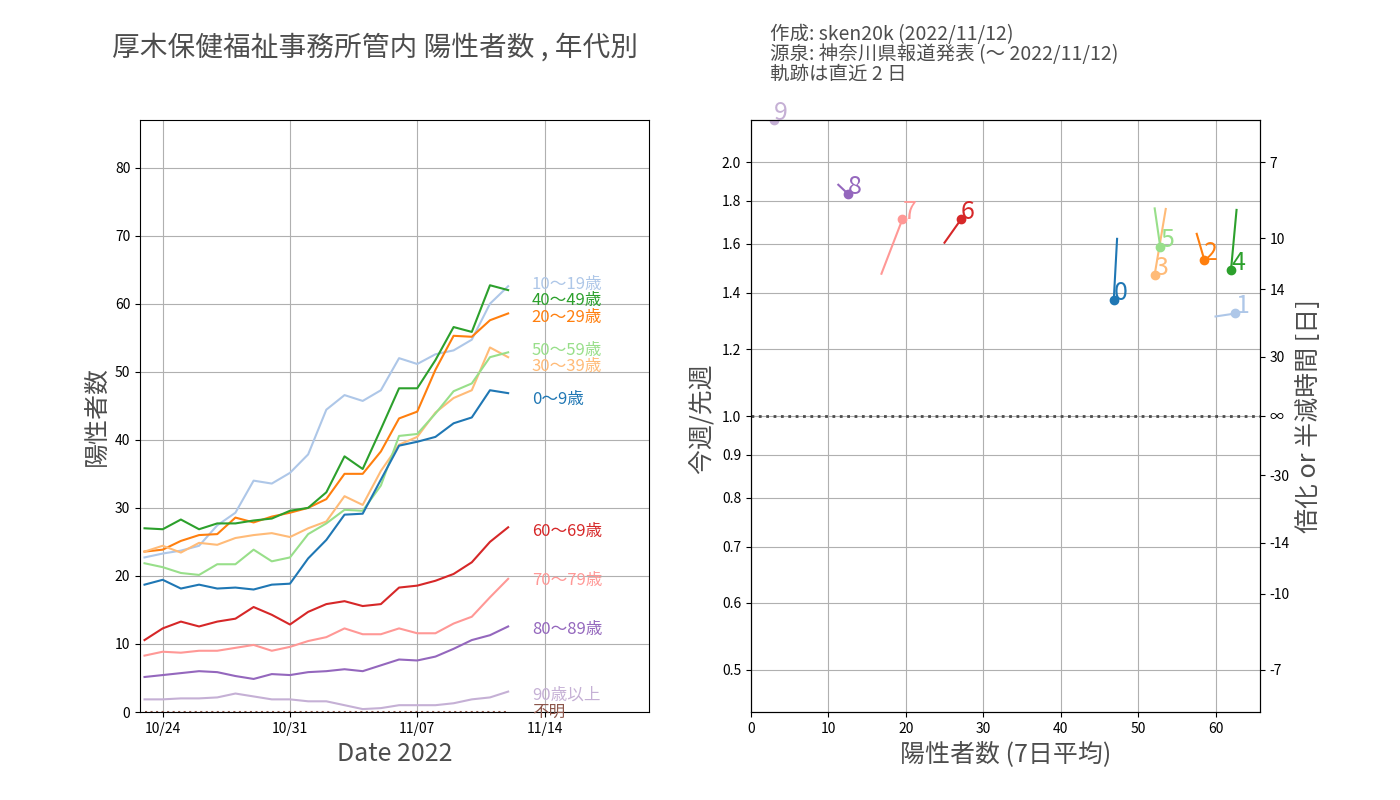 厚木保健福祉事務所管内 陽性者数 , 年代別
作成: sken20k (2022/11/12)
源泉: 神奈川県報道発表 (〜 2022/11/12)
軌跡は直近 2 日
陽性者数
80
70
60
50
40
30
20
10
0
10/24
10/31
11/07
11/14
Date 2022
10〜19歳
40〜49歳
20〜29歳
50〜59歳
30〜39歳
0〜9歳
60〜69歳
70〜79歳
80〜89歳
90歳以上
不明
今週/先週
2.0
1.8
1.6
1.4
1.2
1.0
0.9
0.8
0.7
0.6
0.5
9
8
7
6
5
3
2
4
0
1
0
10
20
30
40
50
60
陽性者数 (7日平均)
7
10
14
30
∞
-30
-14
-10
-7
倍化 or 半減時間 [日]